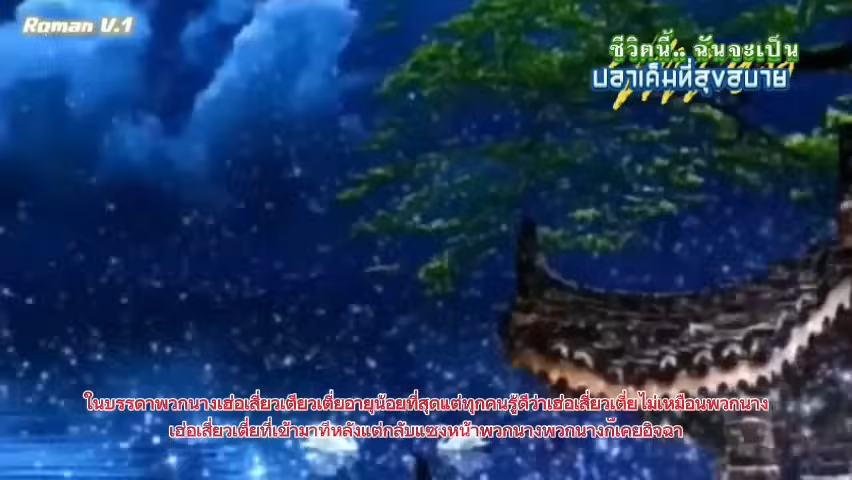 Roman V.1
ชีวิตนี้.. ฉันจะเป็น
ปลาเค็มที่สุขสบาย
ในบรรดาพวกนางเฮ่อเสี่ยวเตียวเตี่ยอายุน้อยที่สุดแต่ทุกคนรู้ดีว่าเฮ่อเสี่ยวเตี่ยไม่เหมือนพวกนาง
เฮ่อเสี่ยวเตี่ยที่เข้ามาทีหลังแต่กลับแซงหน้าพวกนางพวกนางก็เคยอิจฉา